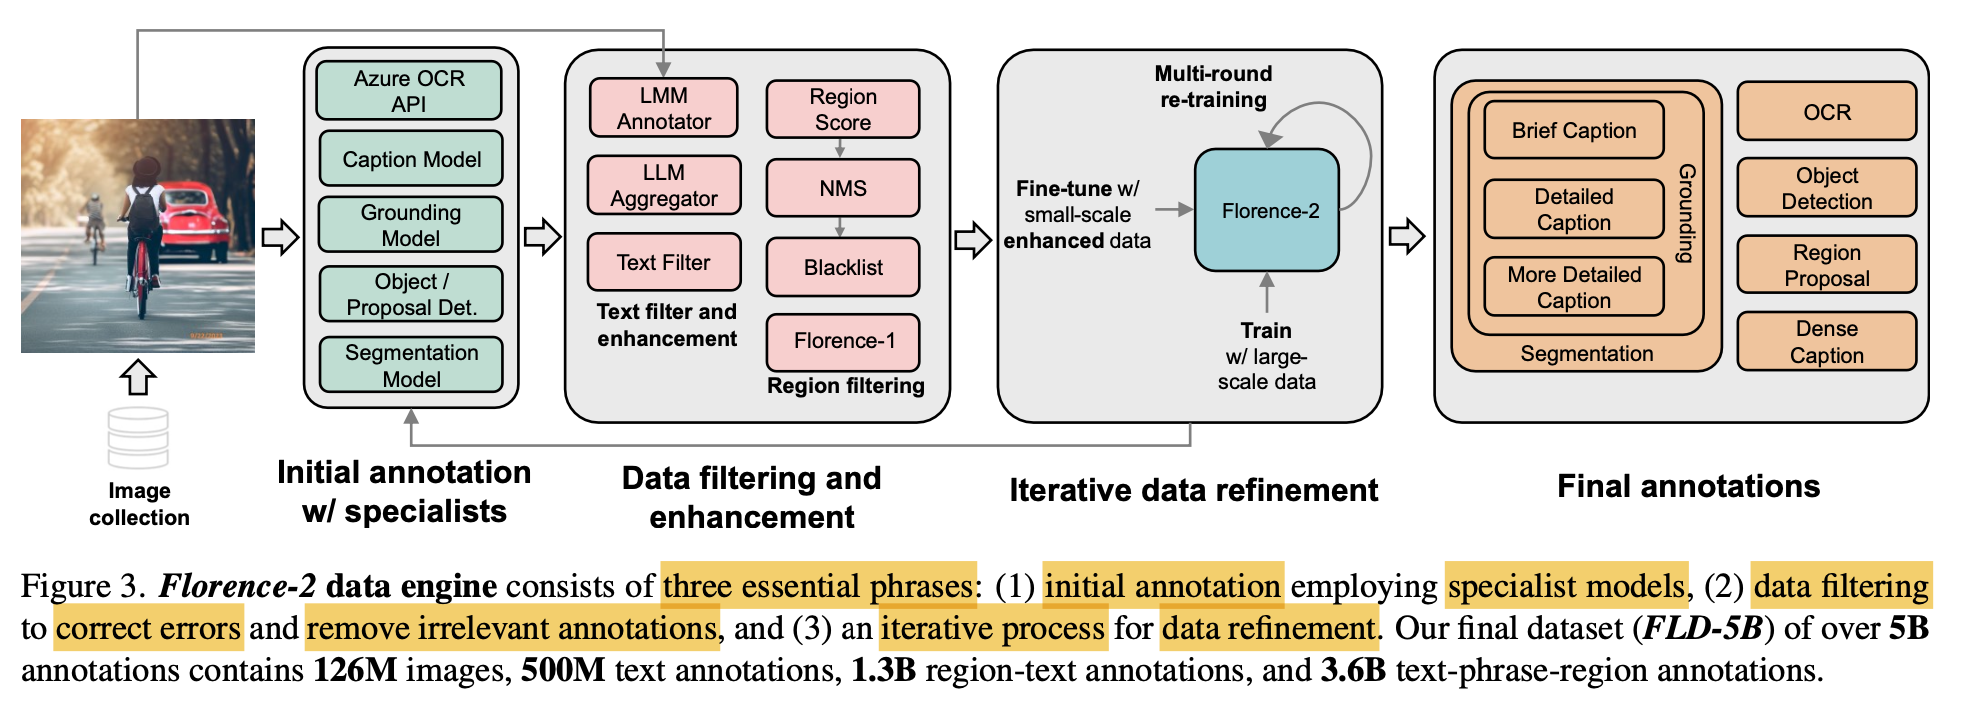 Azure OCR
API
Caption Model
Grounding
Model
Object /
Proposal Det.
Segmentation
Model
Image
collection
Initial annotation
w/ specialists
LMM
Annotator
LLM
Aggregator
Text Filter
Text filter and
enhancement
Region
Score
NMS
Blacklist
Florence-1
Region filtering
Data filtering and
enhancement
Multi-round
re-training
Fine-tune w/
small-scale
enhanced data
Florence-2
Train
w/ large-
scale data
Iterative data refinement
Brief Caption
Detailed
Caption
More Detailed
Caption
Grounding
Segmentation
OCR
Object
Detection
Region
Proposal
Dense
Caption
Final annotations
Figure 3. Florence-2 data engine consists of three essential phrases: (1) initial annotation employing specialist models, (2) data filtering
to correct errors and remove irrelevant annotations, and (3) an iterative process for data refinement. Our final dataset (FLD-5B) of over 5B
annotations contains 126M images, 500M text annotations, 1.3B region-text annotations, and 3.6B text-phrase-region annotations.